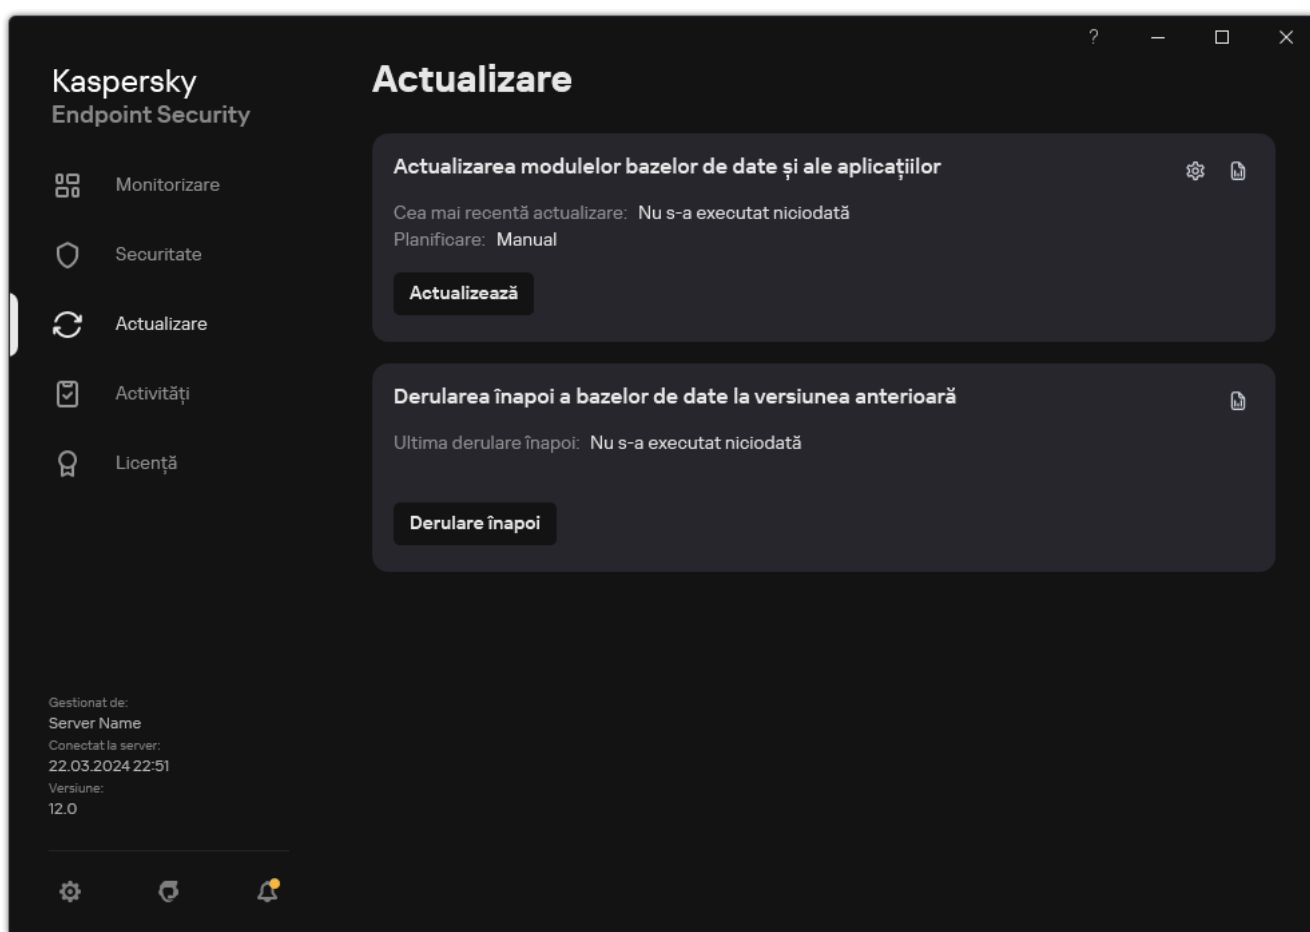 ?
Kaspersky
Endpoint Security
Monitorizare
Securitate
Actualizare
Activități
Licență
Gestionat de:
Server Name
Conectat la server:
22.03.2024 22:51
Versiune:
12.0
Actualizare
Actualizarea modulelor bazelor de date și ale aplicațiilor
Cea mai recentă actualizare: Nu s-a executat niciodată
Planificare: Manual
Actualizează
Derularea înapoi a bazelor de date la versiunea anterioară
Ultima derulare înapoi: Nu s-a executat niciodată
Derulare înapoi